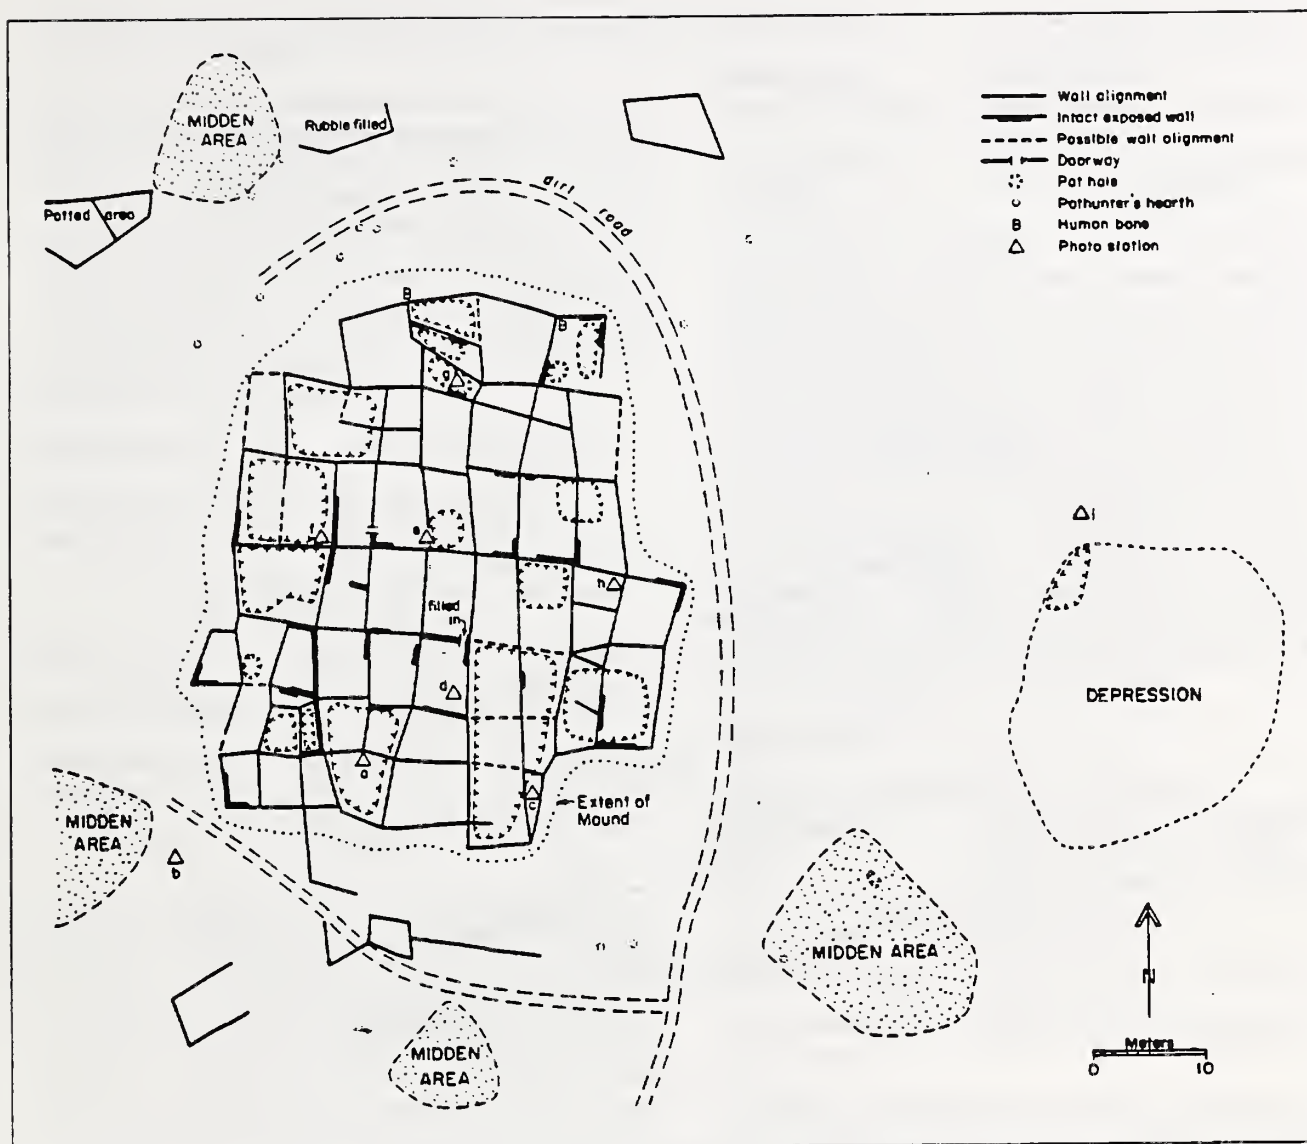 MIDDEN
AREA
Rubble filled
Potted area
dirt road
Wall alignment
Intact exposed wall
Possible wall alignment
Doorway
Pot hole
Pothunter's hearth
B Human bone
Photo station
B
B
g
f
e
h
i
filled
in
d
a
c
Extent of
Mound
DEPRESSION
MIDDEN
AREA
b
MIDDEN AREA
MIDDEN
AREA
N
Meters
0 10